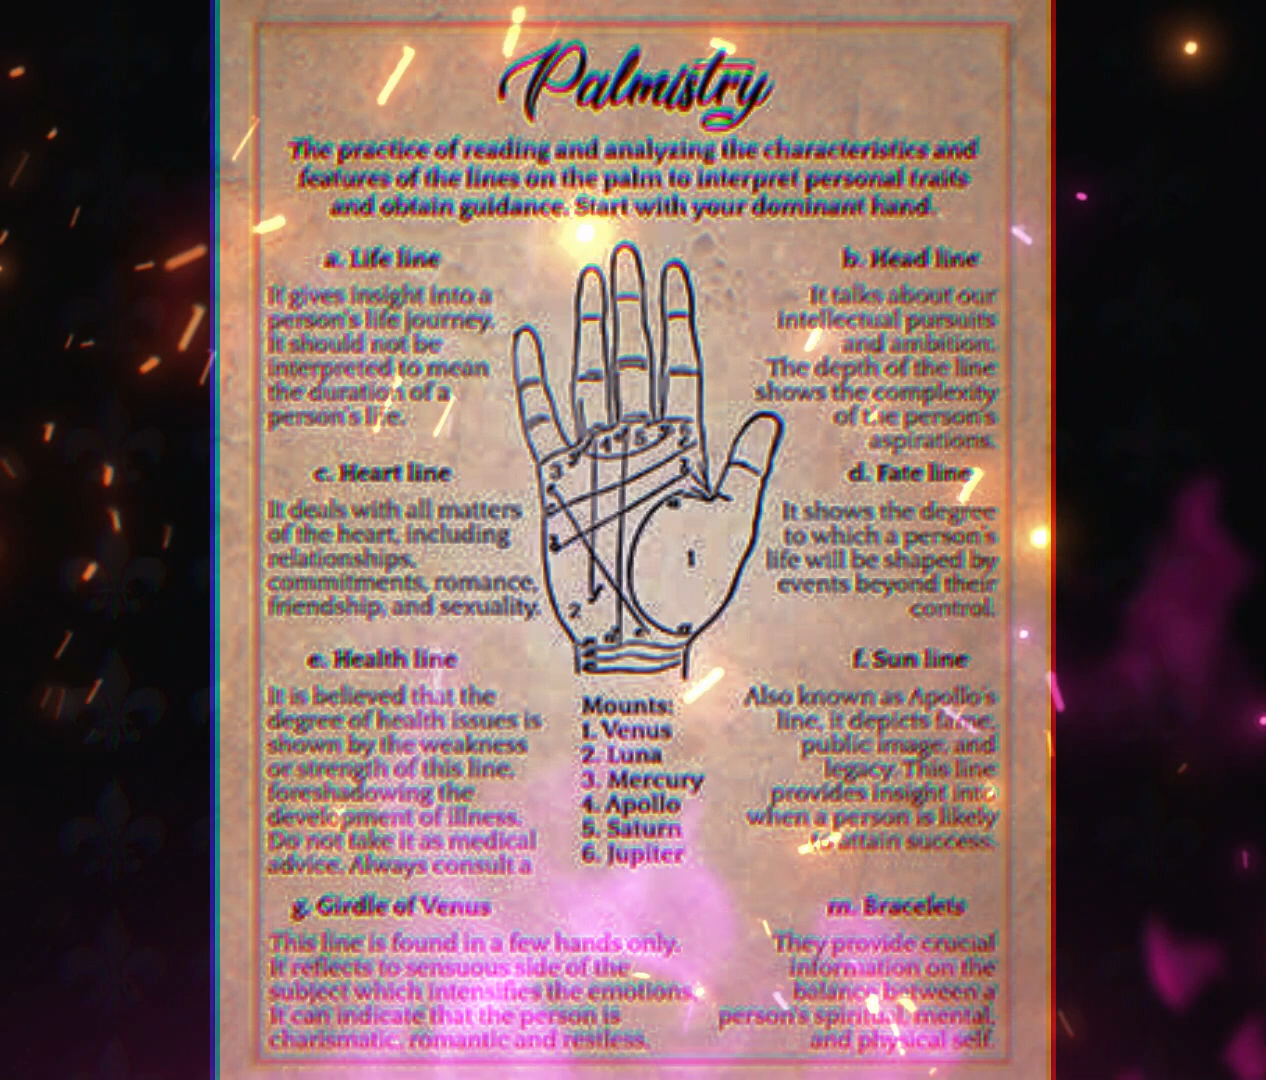 Palmistry
The practice of reading and analyzing the characteristics and
features of the lines on the palm to interpret personal traits
and obtain guidance. Start with your dominant hand.
a. Life line
It gives insight into a
person's life journey.
It should not be
interpreted to mean
the duration of a
person's life.
b. Head line
It talks about our
intellectual pursuits
and ambition.
The depth of the line
shows the complexity
of the person's
aspirations.
c. Heart line
It deals with all matters
of the heart, including
relationships,
commitments, romance,
friendship, and sexuality.
d. Fate line
It shows the degree
to which a person's
life will be shaped by
events beyond their
control.
e. Health line
It is believed that the
degree of health issues is
shown by the weakness
or strength of this line,
foreshadowing the
development of illness.
Do not take it as medical
advice. Always consult a
Mounts:
1. Venus
2. Luna
3. Mercury
4. Apollo
5. Saturn
6. Jupiter
f. Sun line
Also known as Apollo's
line, it depicts fame,
public image, and
legacy. This line
provides insight into
when a person is likely
to attain success.
g. Girdle of Venus
This line is found in a few hands only.
It reflects to sensuous side of the
subject which intensifies the emotions.
It can indicate that the person is
charismatic, romantic and restless.
m. Bracelets
They provide crucial
information on the
balance between a
person's spiritual, mental,
and physical self.
4 5
3
1
2